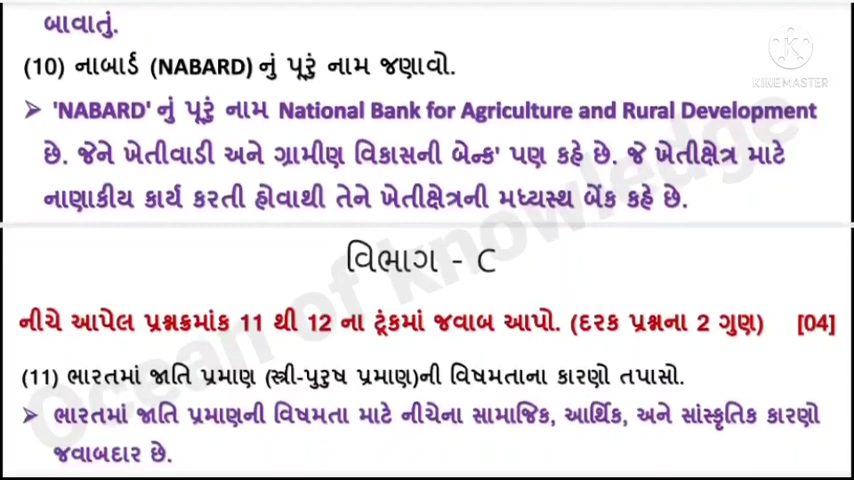 બાવાતું.
(10) નાબાર્ડ (NABARD) નું પૂરું નામ જણાવો.
KINEMASTER
➤ 'NABARD' નું પૂરું નામ National Bank for Agriculture and Rural Development
છે. જેને ખેતીવાડી અને ગ્રામીણ વિકાસની બેન્ક' પણ કહે છે. જે ખેતીક્ષેત્ર માટે
નાણાકીય કાર્ય કરતી હોવાથી તેને ખેતીક્ષેત્રની મધ્યસ્થ બેંક કહે છે.
Ocean of knowledge
વિભાગ - C
નીચે આપેલ પ્રશ્નક્રમાંક 11 થી 12 ના ટૂંકમાં જવાબ આપો. (દરક પ્રશ્નના 2 ગુણ) [04]
(11) ભારતમાં જાતિ પ્રમાણ (સ્ત્રી-પુરુષ પ્રમાણ)ની વિષમતાના કારણો તપાસો.
➤ ભારતમાં જાતિ પ્રમાણની વિષમતા માટે નીચેના સામાજિક, આર્થિક, અને સાંસ્કૃતિક કારણો
જવાબદાર છે.